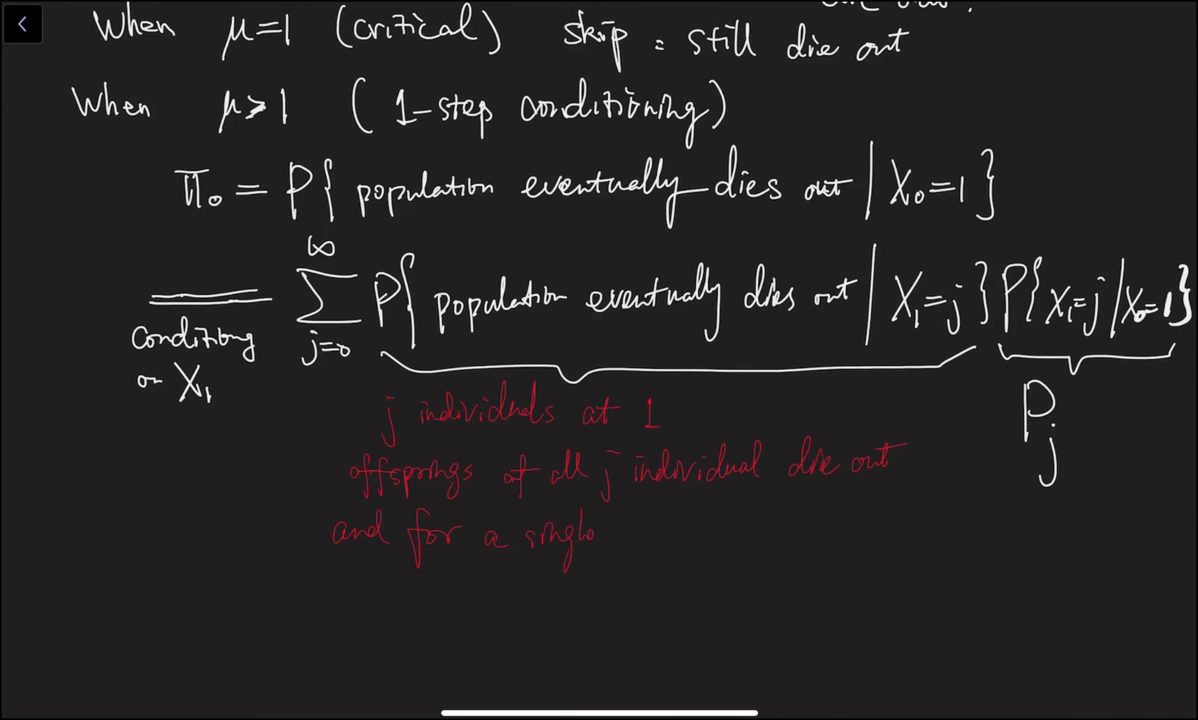 When μ=1 (critical) skip : still die out
When μ>1 (1-step conditioning)
π₀ = P{ population eventually dies out | X₀=1 }
∞
Σ P{ population eventually dies out | X₁=j } P{ X₁=j | X₀=1 }
j=0
Conditioning
on X₁
Pj
j individuals at 1
offsprings of all j individual die out
and for a single